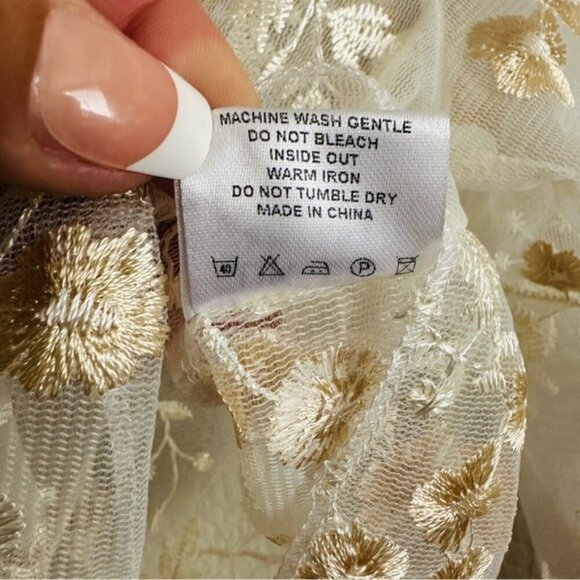 MACHINE WASH GENTLE
DO NOT BLEACH
INSIDE OUT
WARM IRON
DO NOT TUMBLE DRY
MADE IN CHINA
40 P